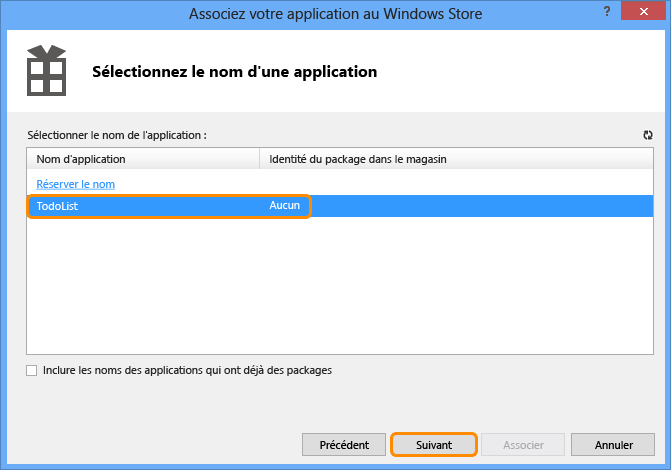 Associez votre application au Windows Store
?
Sélectionnez le nom d'une application
Sélectionner le nom de l'application :
Nom d'application Identité du package dans le magasin
Réserver le nom
TodoList Aucun
Inclure les noms des applications qui ont déjà des packages
Précédent Suivant Associer Annuler